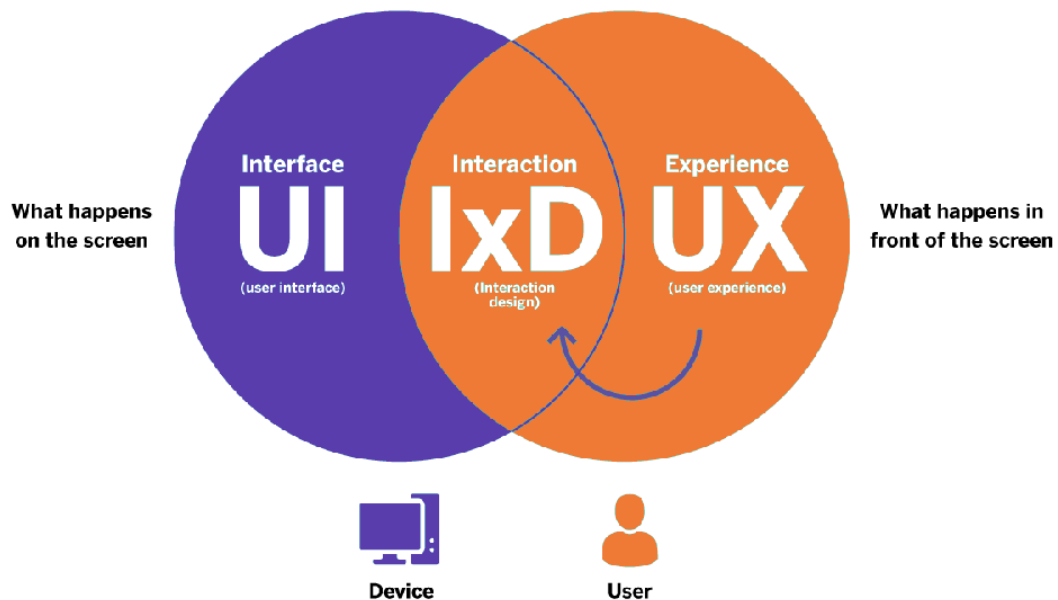 Interface
UI
(user interface)
Interaction
IxD
(Interaction
design)
Experience
UX
(user experience)
What happens
on the screen
What happens in
front of the screen
Device
User